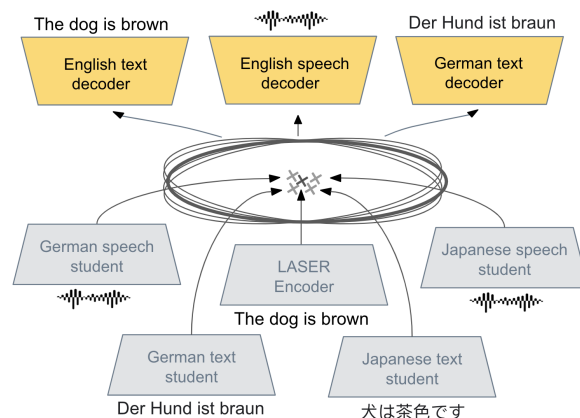 The dog is brown
Der Hund ist braun
English text
decoder
English speech
decoder
German text
decoder
German speech
student
LASER
Encoder
Japanese speech
student
The dog is brown
German text
student
Japanese text
student
Der Hund ist braun
犬は茶色です